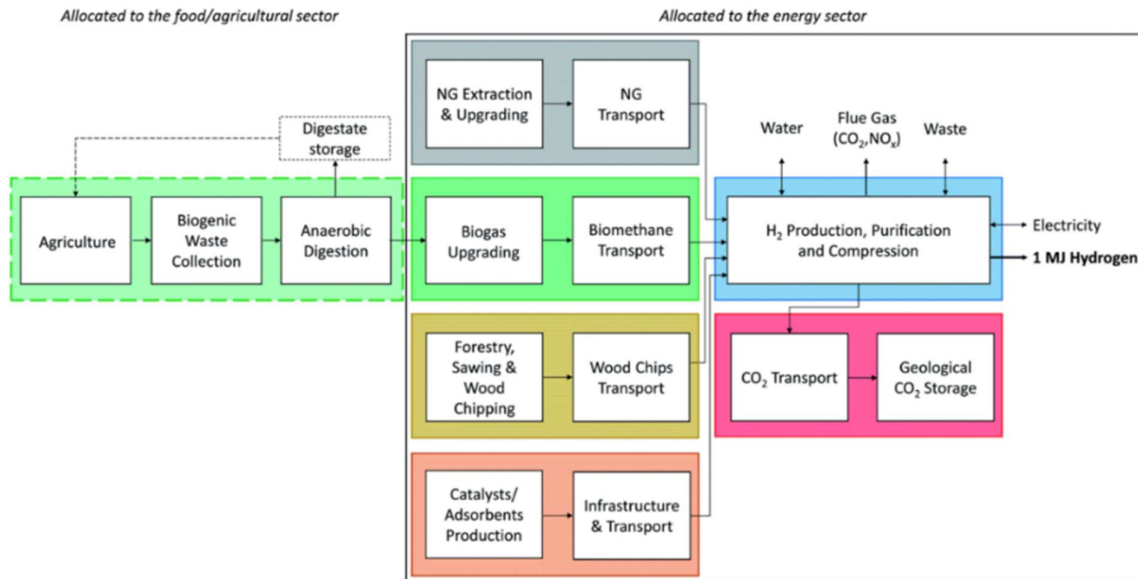 Allocated to the food/agricultural sector
Allocated to the energy sector
NG Extraction
& Upgrading
NG
Transport
Water
Flue Gas
(CO₂,NOₓ)
Waste
Digestate
storage
Agriculture
Biogenic
Waste
Collection
Anaerobic
Digestion
Biogas
Upgrading
Biomethane
Transport
H₂ Production, Purification
and Compression
Electricity
1 MJ Hydrogen
Forestry,
Sawing &
Wood
Chipping
Wood Chips
Transport
CO₂ Transport
Geological
CO₂ Storage
Catalysts/
Adsorbents
Production
Infrastructure
& Transport